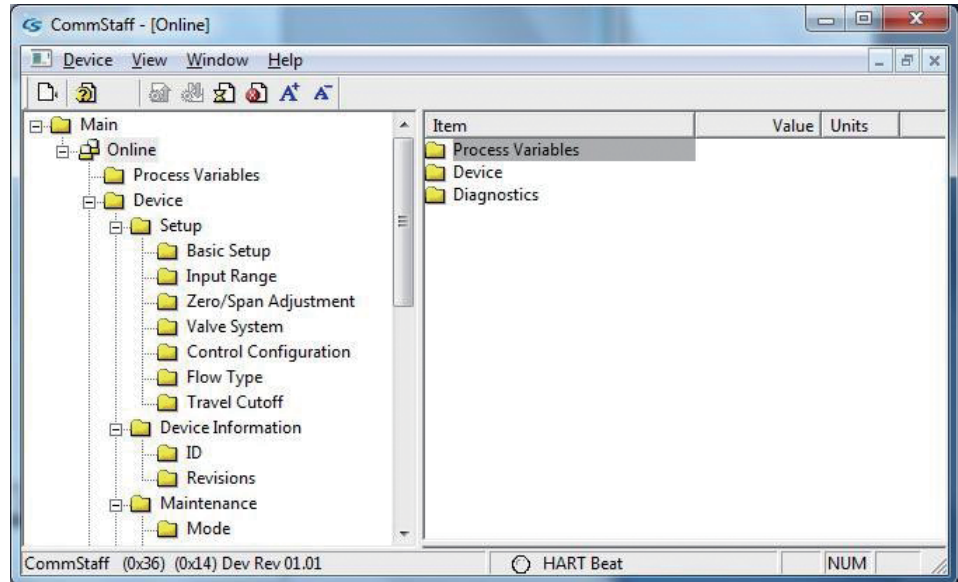 CS CommStaff - [Online]
Device View Window Help
A+ A-
Main
Online
Process Variables
Device
Setup
Basic Setup
Input Range
Zero/Span Adjustment
Valve System
Control Configuration
Flow Type
Travel Cutoff
Device Information
ID
Revisions
Maintenance
Mode
Item Value Units
Process Variables
Device
Diagnostics
CommStaff (0x36) (0x14) Dev Rev 01.01 HART Beat NUM